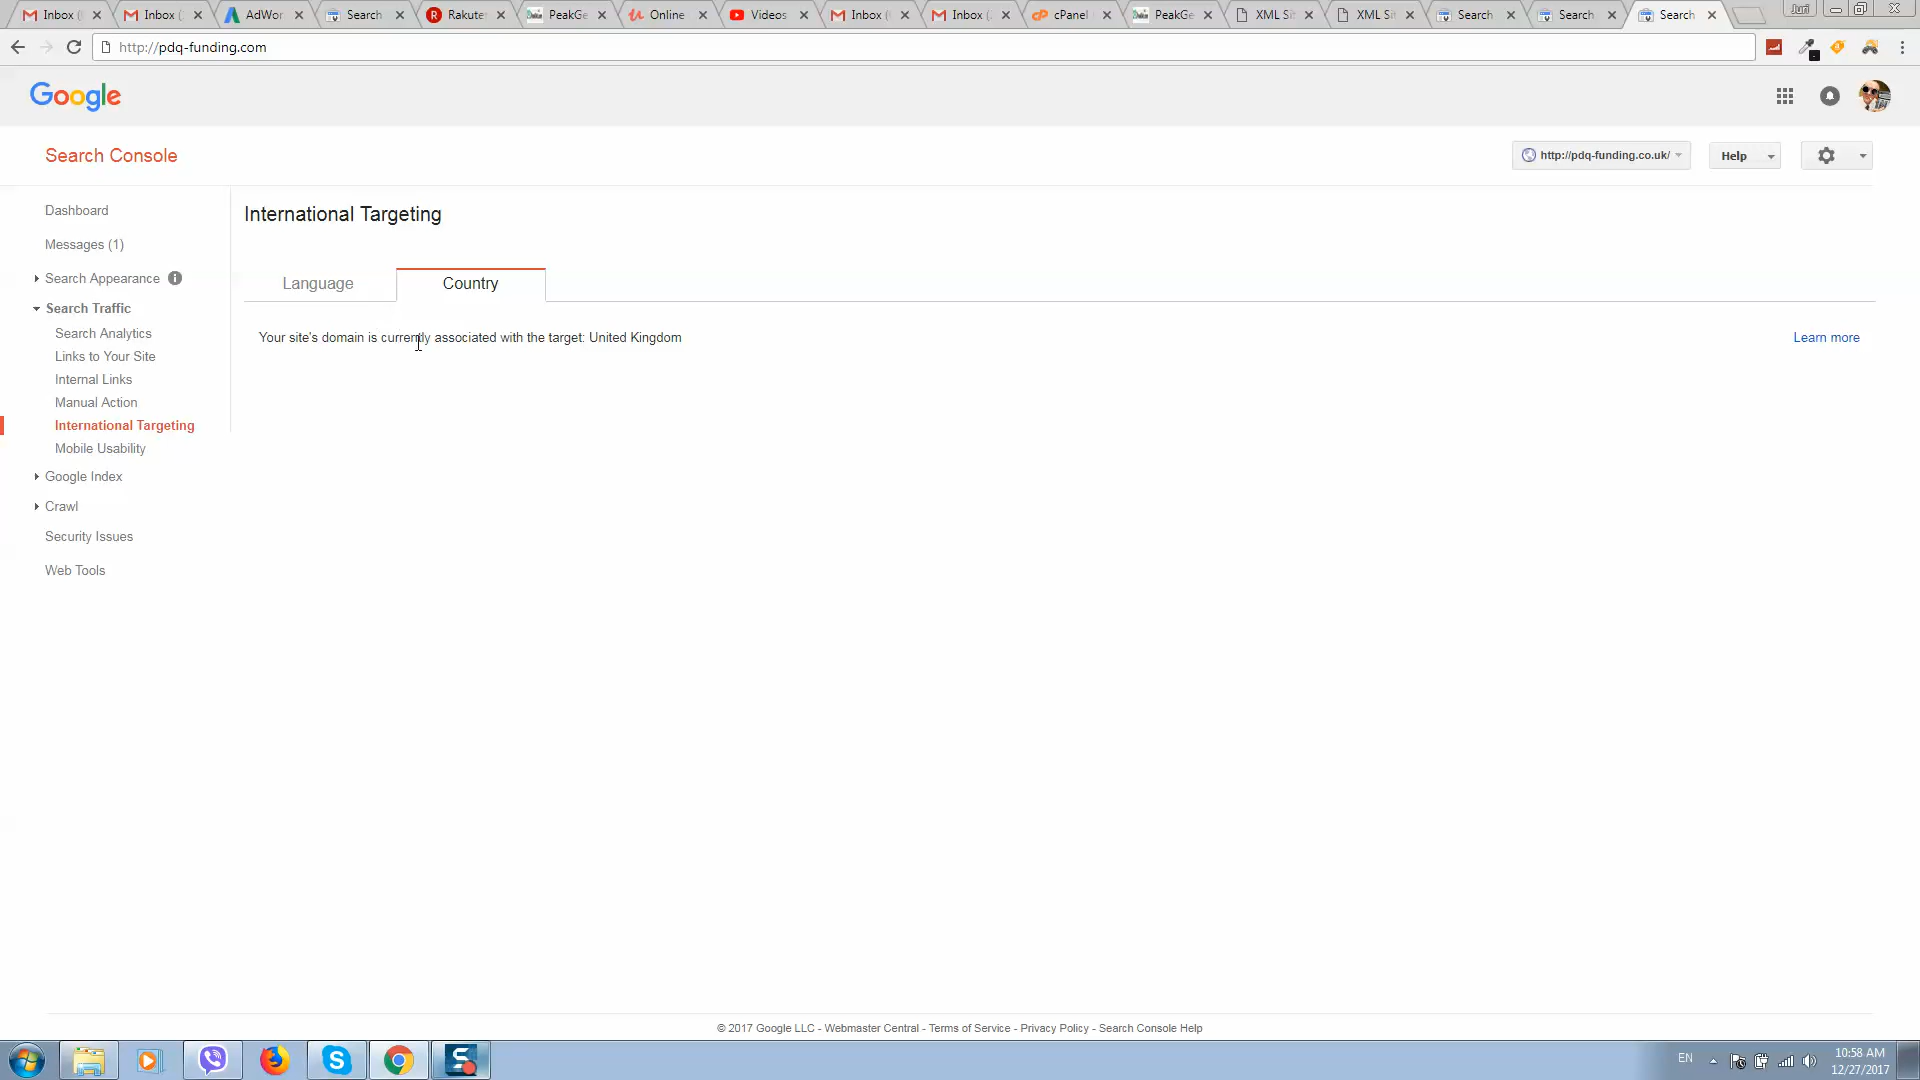 Inbox (
Inbox (
AdWor
Search
Rakute
PeakGe
Online
Videos
Inbox (
Inbox (
cPanel
PeakGe
XML Si
XML Sit
Search
Search
Search
Juri
http://pdq-funding.com
Google
Search Console
http://pdq-funding.co.uk/
Help
Dashboard
International Targeting
Messages (1)
Search Appearance
Language
Country
Search Traffic
Search Analytics
Your site's domain is currently associated with the target: United Kingdom
Learn more
Links to Your Site
Internal Links
Manual Action
International Targeting
Mobile Usability
Google Index
Crawl
Security Issues
Web Tools
© 2017 Google LLC - Webmaster Central - Terms of Service - Privacy Policy - Search Console Help
EN
10:58 AM
12/27/2017